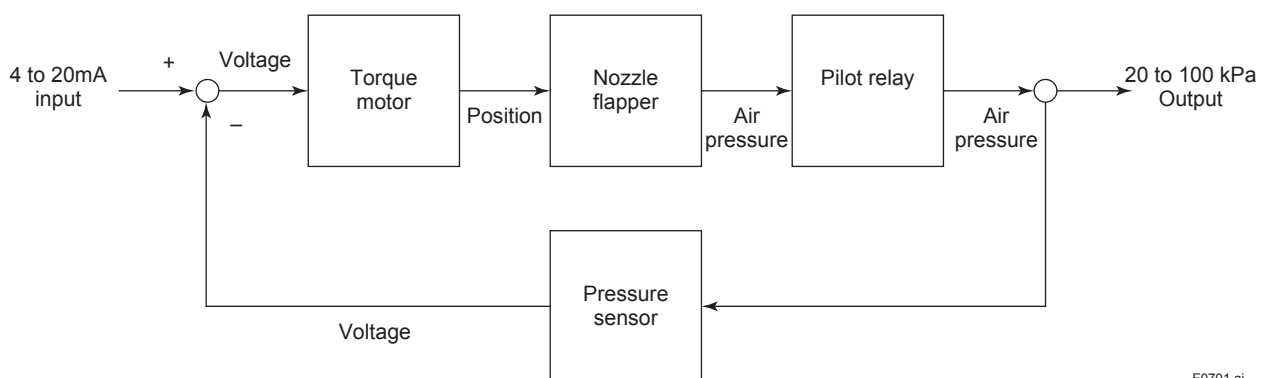 4 to 20mA
input
+
–
Voltage
Torque
motor
Position
Nozzle
flapper
Air
pressure
Pilot relay
Air
pressure
20 to 100 kPa
Output
Pressure
sensor
Voltage